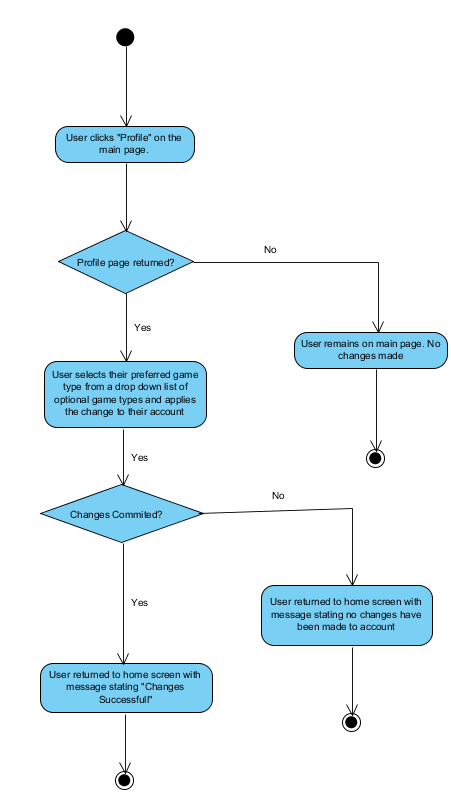 User clicks "Profile" on the
main page.
Profile page returned?
No
Yes
User remains on main page. No
changes made
User selects their preferred game
type from a drop down list of
optional game types and applies
the change to their account
Yes
No
Changes Commited?
Yes
User returned to home screen with
message stating no changes have
been made to account
User returned to home screen with
message stating "Changes
Successfull"